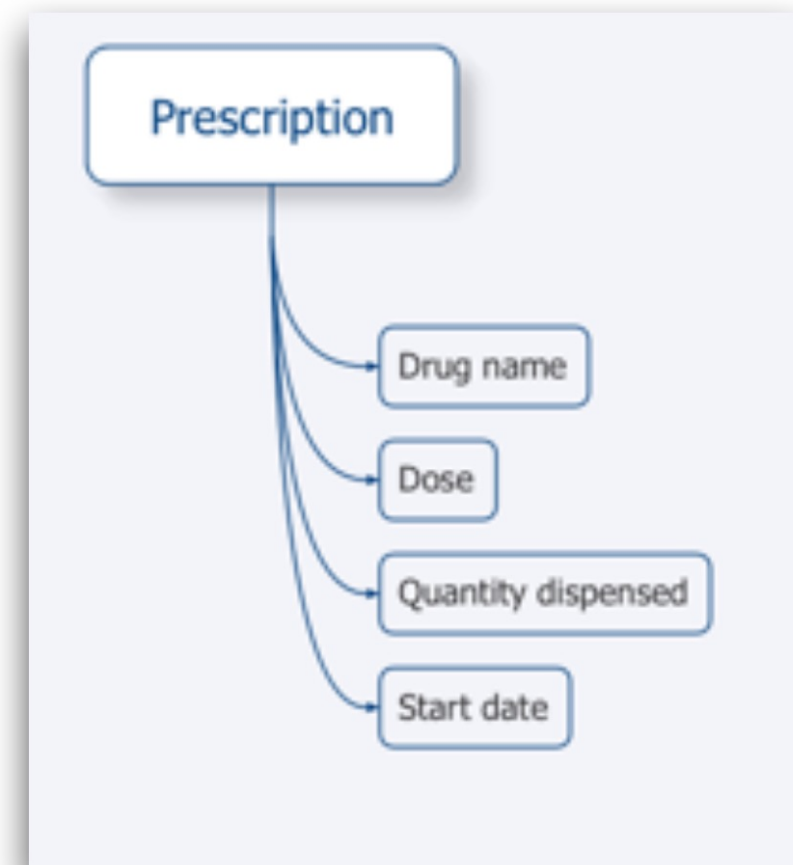 Prescription
Drug name
Dose
Quantity dispensed
Start date